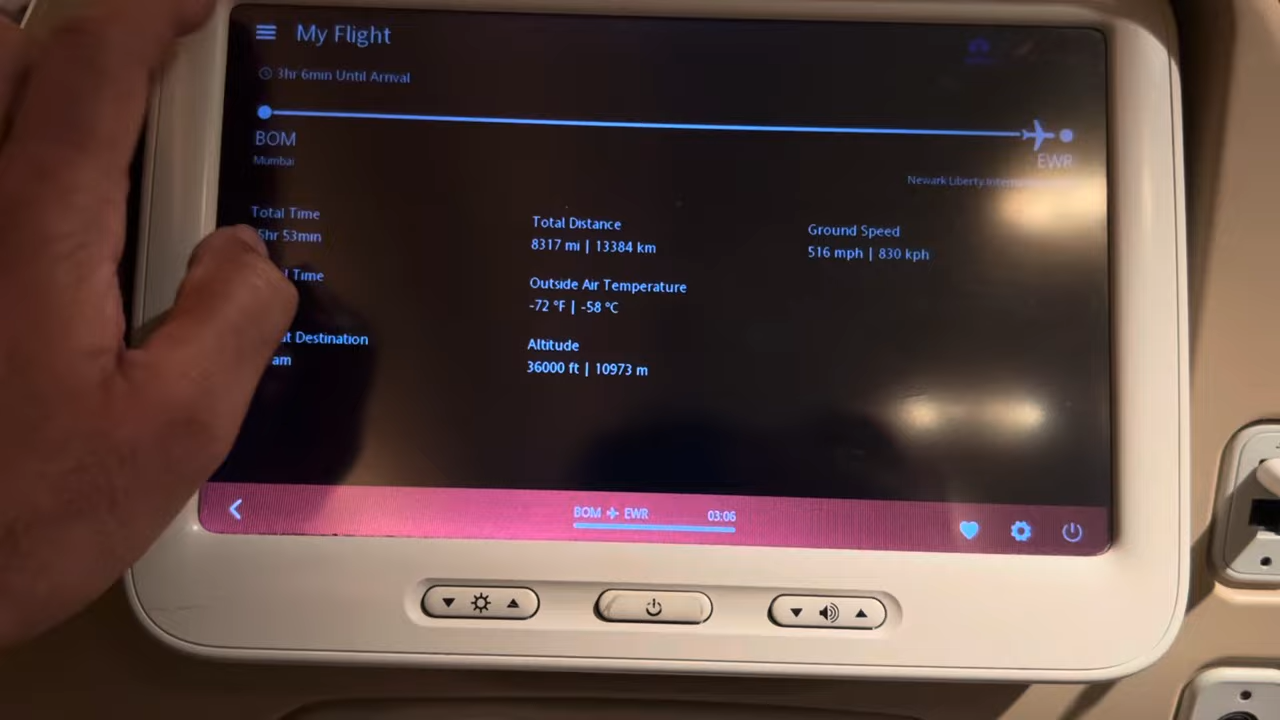 My Flight
3hr 6min Until Arrival
BOM
Mumbai
EWR
Newark Liberty
Total Time
5hr 53min
Time
t Destination
am
Total Distance
8317 mi | 13384 km
Outside Air Temperature
-72 °F | -58 °C
Altitude
36000 ft | 10973 m
Ground Speed
516 mph | 830 kph
BOM EWR 03:06